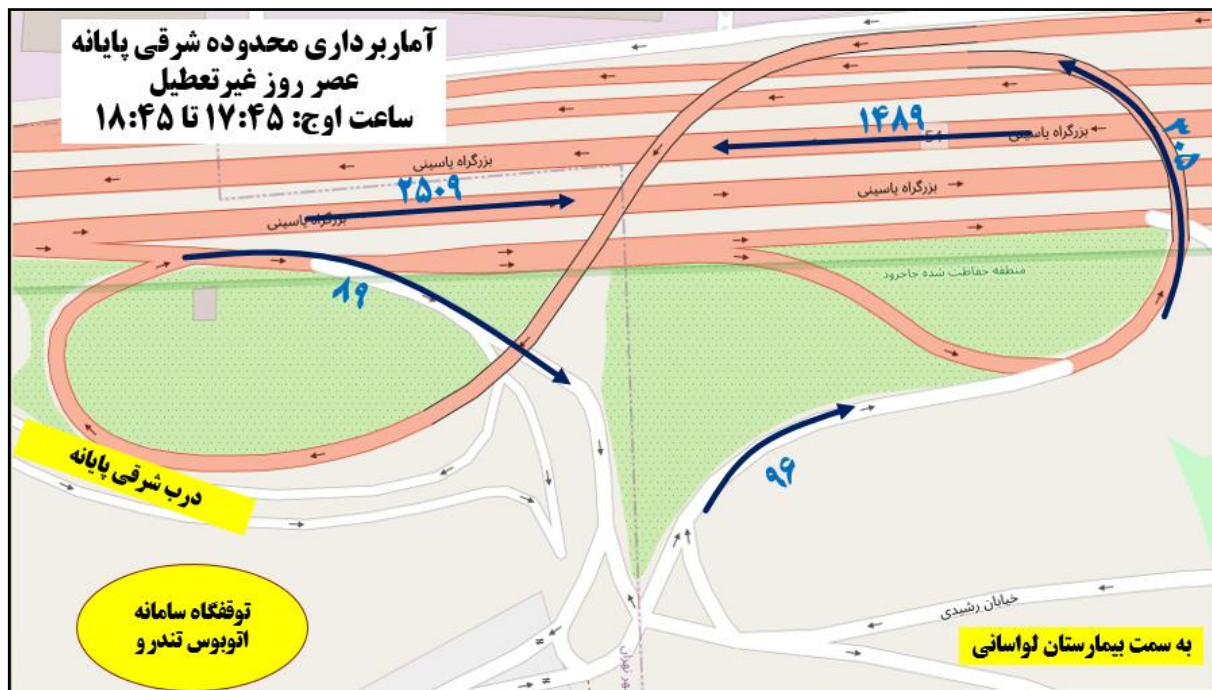 آماربرداری محدوده شرقی پایانه
عصر روز غیرتعطیل
ساعت اوج: ۱۷:۴۵ تا ۱۸:۴۵
۱۴۸۹
بزرگراه یاسینی
۳۰۵
بزرگراه یاسینی
۲۵۰۹
بزرگراه یاسینی
بزرگراه یاسینی
منطقه حفاظت شده جاجرود
۸۹
درب شرقی پایانه
۹۶
توقفگاه سامانه
اتوبوس تندرو
خیابان رشیدی
به سمت بیمارستان لواسانی